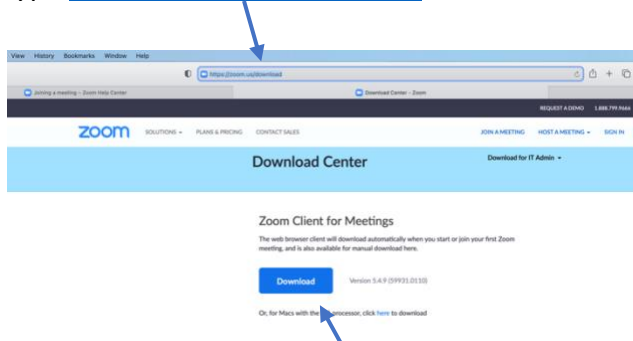 View History Bookmarks Window Help
https://zoom.us/download
Joining a meeting – Zoom Help Center
Download Center – Zoom
REQUEST A DEMO 1.888.799.9666
zoom SOLUTIONS PLANS & PRICING CONTACT SALES JOIN A MEETING HOST A MEETING SIGN IN
Download Center
Download for IT Admin
Zoom Client for Meetings
The web browser client will download automatically when you start or join your first Zoom
meeting, and is also available for manual download here.
Download Version 5.4.9 (59931.0110)
Or, for Macs with the processor, click here to download